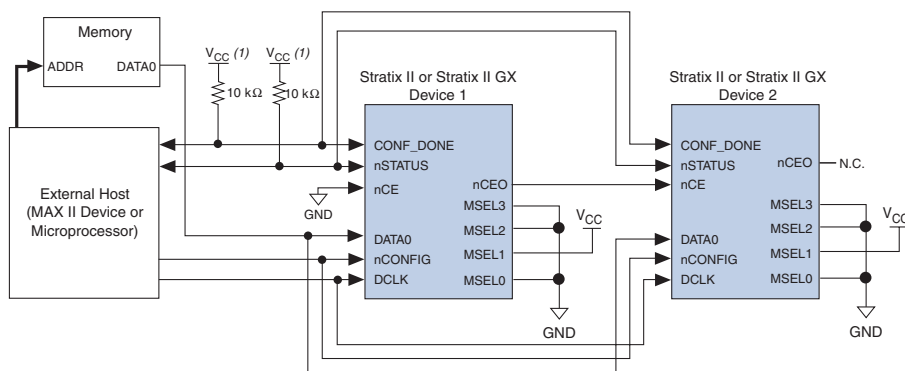 Memory
ADDR
DATA0
VCC (1)
VCC (1)
10 kΩ
10 kΩ
Stratix II or Stratix II GX
Device 1
Stratix II or Stratix II GX
Device 2
External Host
(MAX II Device or
Microprocessor)
GND
CONF_DONE
nSTATUS
nCE
DATA0
nCONFIG
DCLK
nCEO
MSEL3
MSEL2
MSEL1
MSEL0
VCC
GND
CONF_DONE
nSTATUS
nCE
DATA0
nCONFIG
DCLK
nCEO
N.C.
MSEL3
MSEL2
MSEL1
MSEL0
VCC
GND